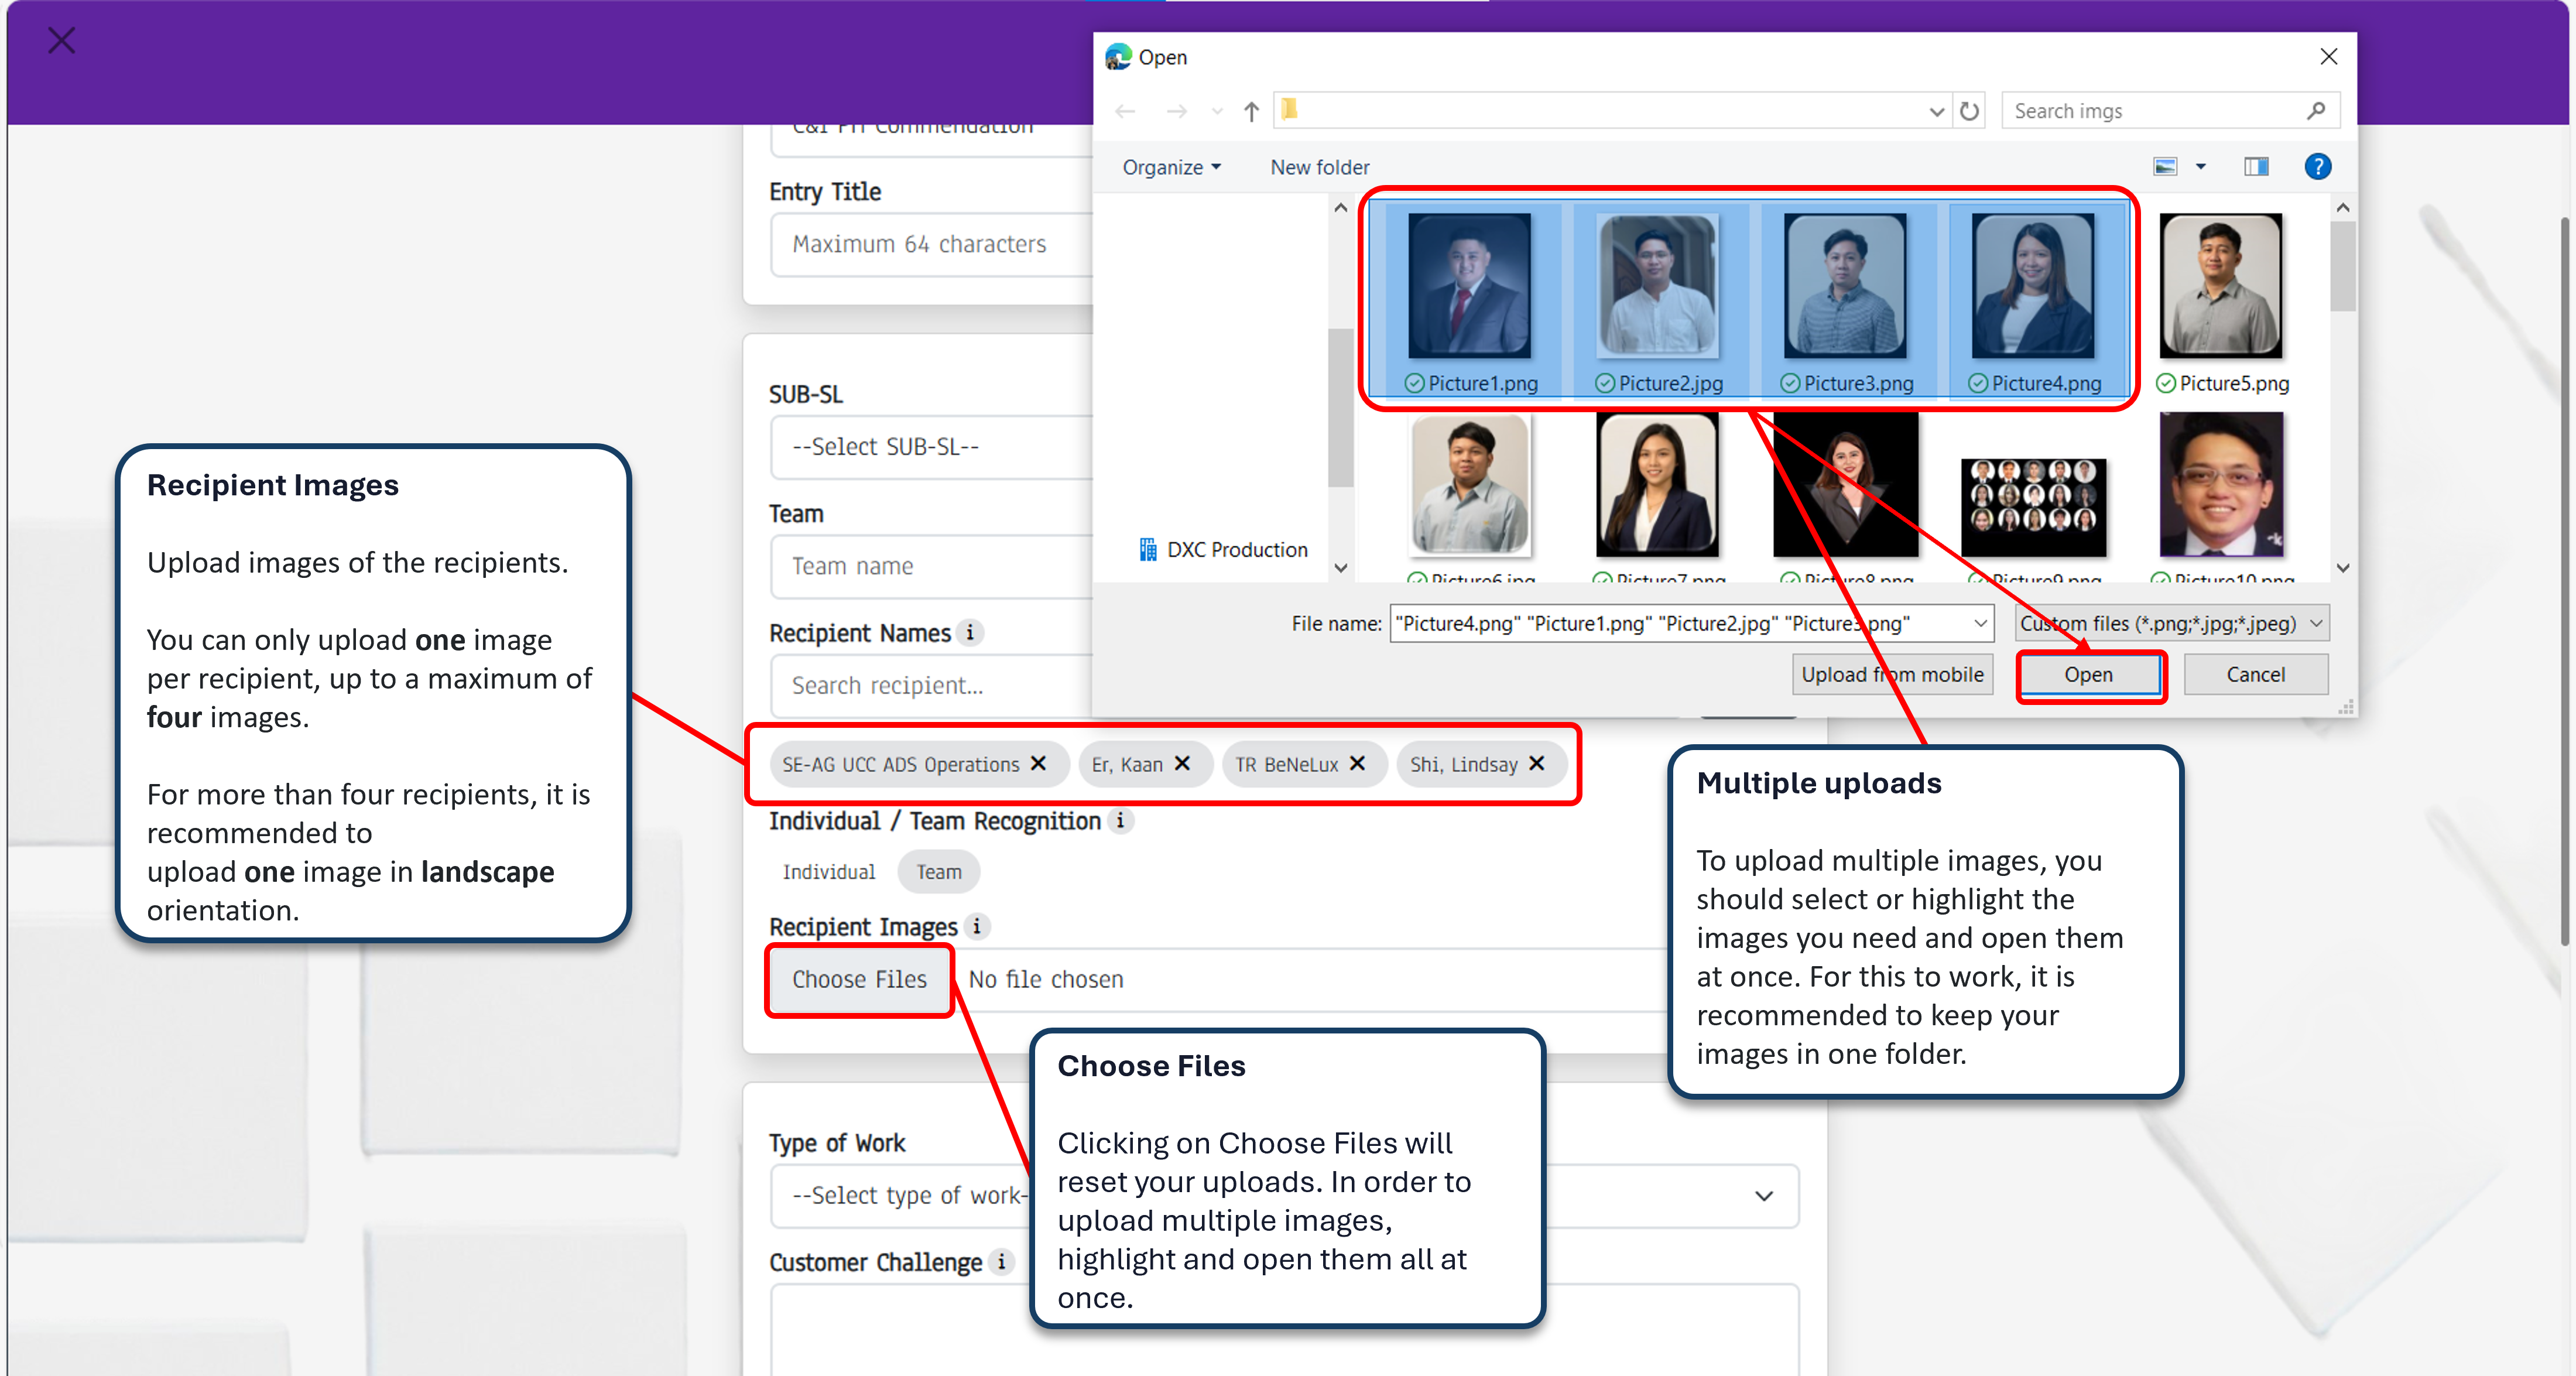 Open
Search imgs
Organize
New folder
Picture1.png
Picture2.jpg
Picture3.png
Picture4.png
Picture5.png
DXC Production
Picture6.jpg
Picture7.png
Picture8.png
Picture9.png
Picture10.png
File name:
"Picture4.png" "Picture1.png" "Picture2.jpg" "Picture3.png"
Custom files (*.png;*.jpg;*.jpeg)
Upload from mobile
Open
Cancel
Commendation
Entry Title
Maximum 64 characters
SUB-SL
--Select SUB-SL--
Team
Team name
Recipient Names i
Search recipient...
SE-AG UCC ADS Operations
Er, Kaan
TR BeNeLux
Shi, Lindsay
Individual / Team Recognition i
Individual
Team
Recipient Images i
Choose Files
No file chosen
Type of Work
--Select type of work-
Customer Challenge i
Recipient Images
Upload images of the recipients.
You can only upload one image
per recipient, up to a maximum of
four images.
For more than four recipients, it is
recommended to
upload one image in landscape
orientation.
Choose Files
Clicking on Choose Files will
reset your uploads. In order to
upload multiple images,
highlight and open them all at
once.
Multiple uploads
To upload multiple images, you
should select or highlight the
images you need and open them
at once. For this to work, it is
recommended to keep your
images in one folder.